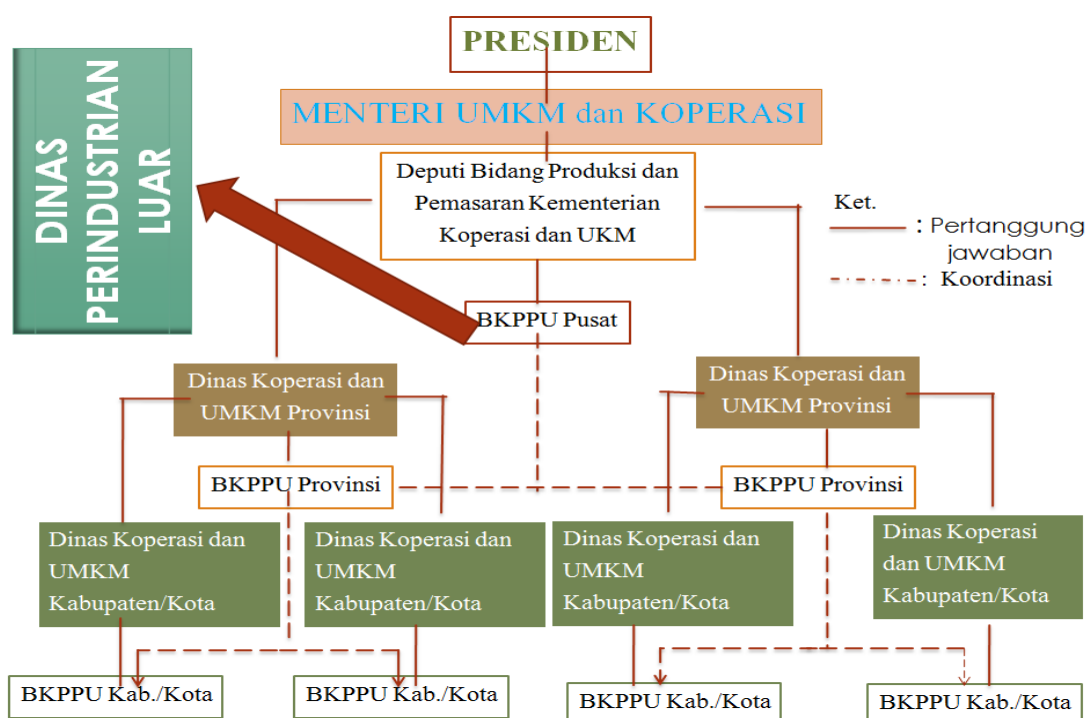 DINAS
PERINDUSTRIAN
LUAR
PRESIDEN
MENTERI UMKM dan KOPERASI
Deputi Bidang Produksi dan
Pemasaran Kementerian
Koperasi dan UKM
Ket.
: Pertanggung
jawaban
: Koordinasi
BKPPU Pusat
Dinas Koperasi dan
UMKM Provinsi
Dinas Koperasi dan
UMKM Provinsi
BKPPU Provinsi
BKPPU Provinsi
Dinas Koperasi dan
UMKM
Kabupaten/Kota
Dinas Koperasi dan
UMKM
Kabupaten/Kota
Dinas Koperasi dan
UMKM
Kabupaten/Kota
Dinas Koperasi
dan UMKM
Kabupaten/Kota
BKPPU Kab./Kota
BKPPU Kab./Kota
BKPPU Kab./Kota
BKPPU Kab./Kota